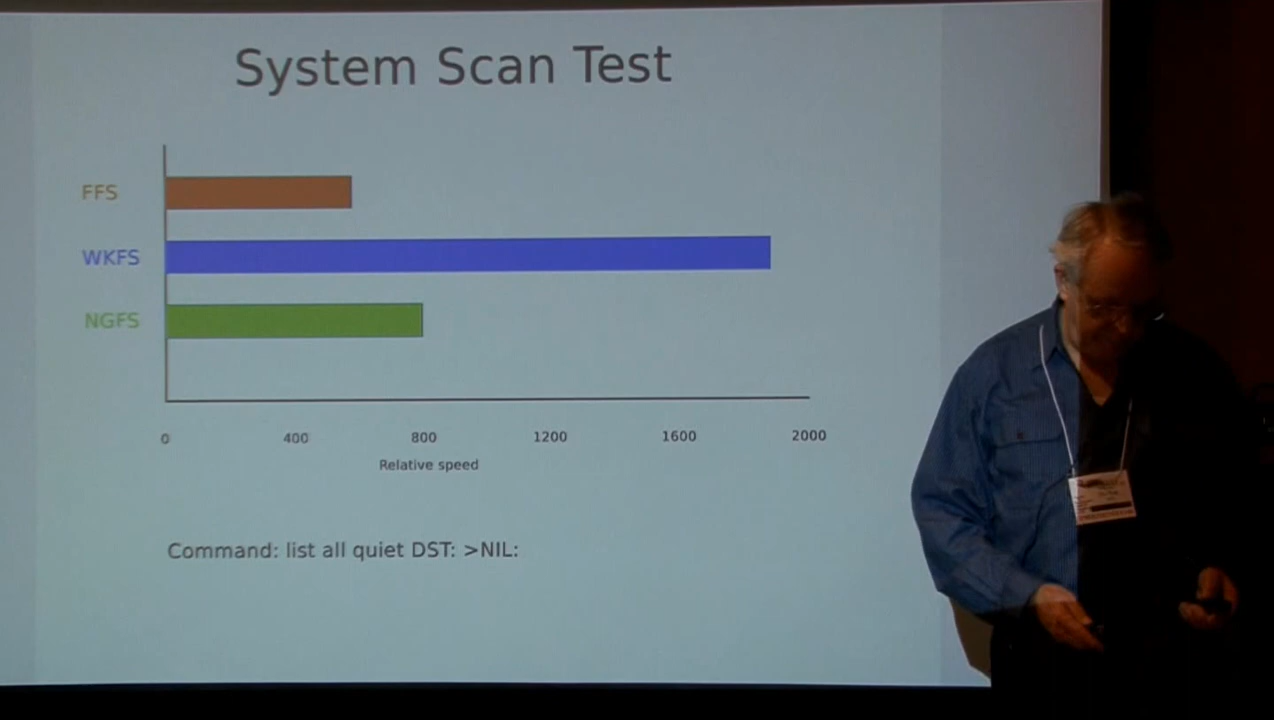 System Scan Test
FFS
WKFS
NGFS
0 400 800 1200 1600 2000
Relative speed
Command: list all quiet DST: >NIL: